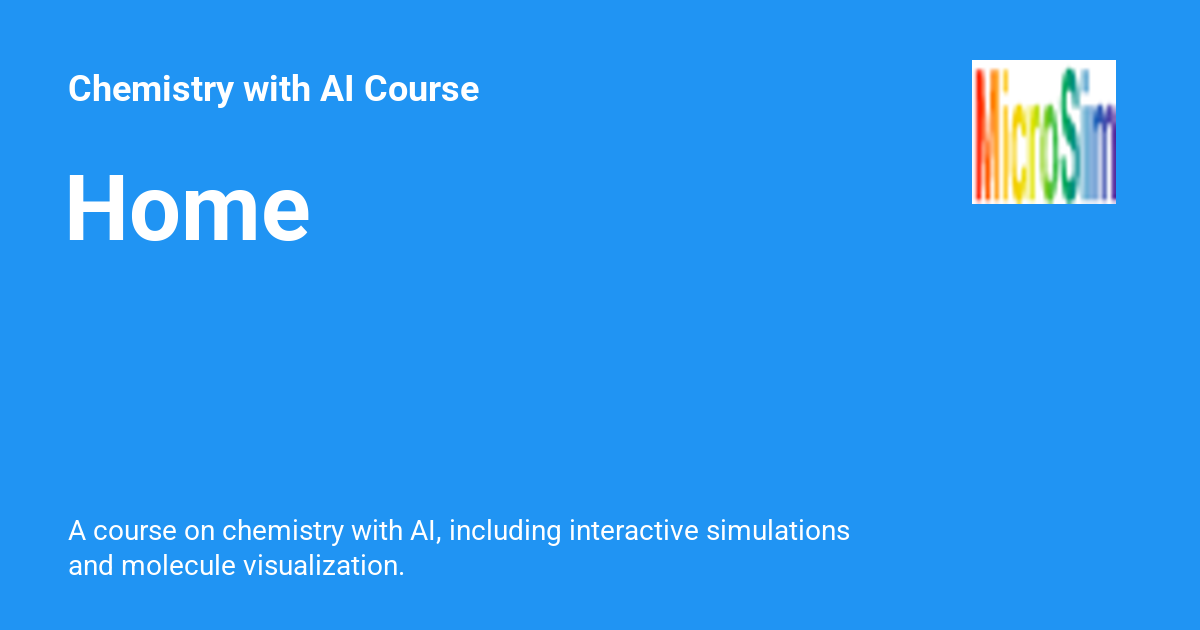 Chemistry with AI Course
MicroSim
Home
A course on chemistry with AI, including interactive simulations
and molecule visualization.